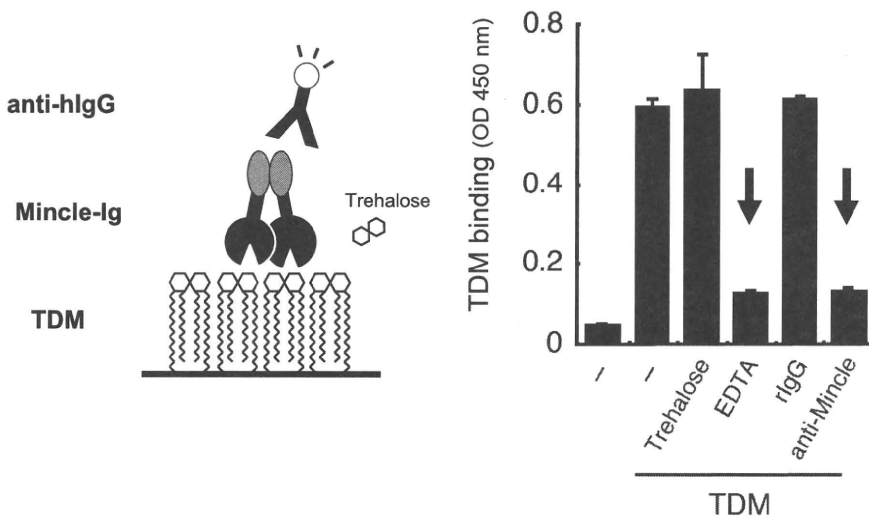 anti-hIgG
Mincle-Ig
Trehalose
TDM
TDM binding (OD 450 nm)
0.8
0.6
0.4
0.2
0
–
–
Trehalose
EDTA
rIgG
anti-Mincle
TDM